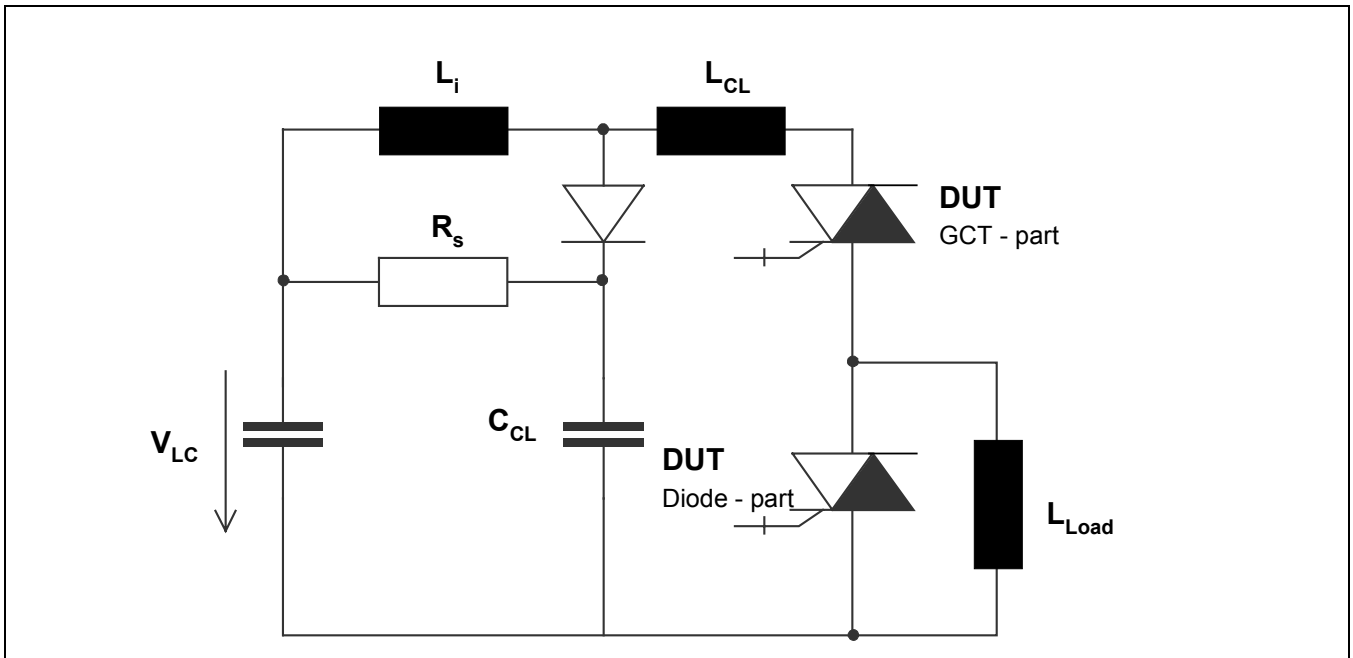 L_i
L_CL
DUT
GCT - part
R_s
V_LC
C_CL
DUT
Diode - part
L_Load